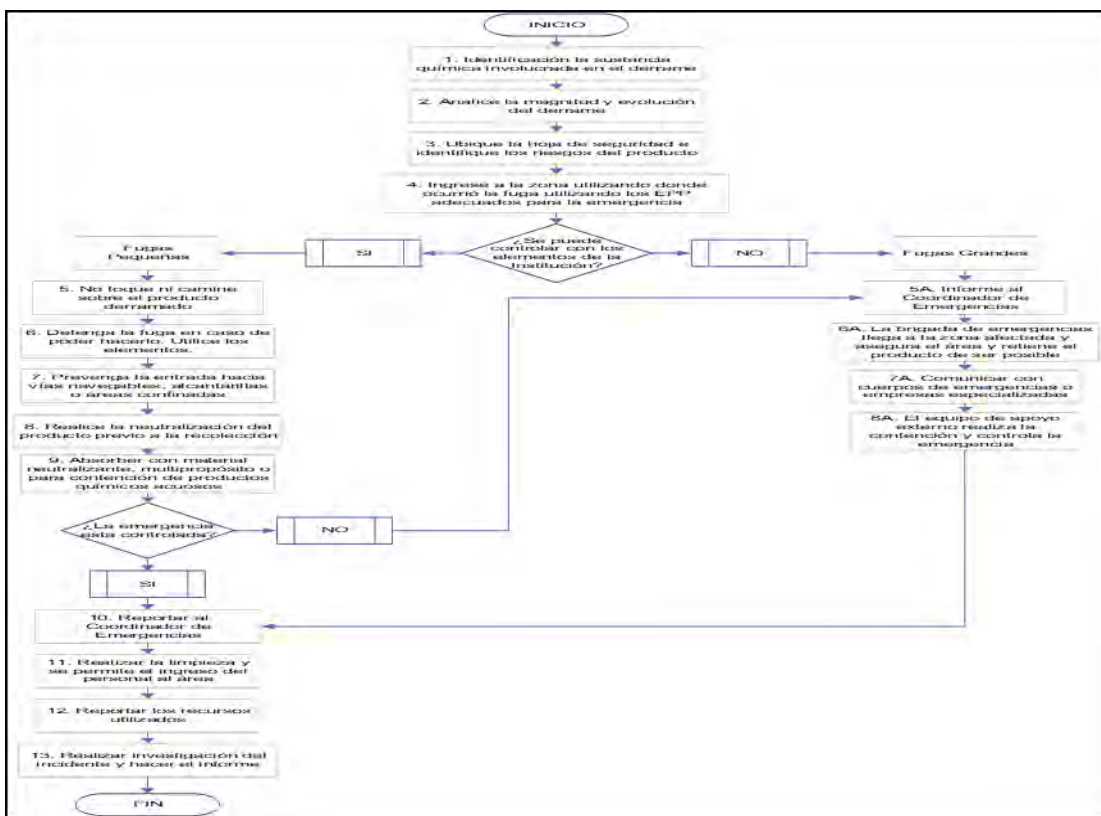 INICIO
1. Identificación la sustancia
química involucrada en el derrame
2. Analice la magnitud y evolución
del derrame
3. Ubique la hoja de seguridad e
identifique los riesgos del producto
4. Ingrese a la zona utilizando donde
ocurrió la fuga utilizando los EPP
adecuados para la emergencia
¿Se puede
controlar con los
elementos de la
Institución?
SI
NO
Fugas
Pequeñas
5. No toque ni camine
sobre el producto
derramado
6. Detenga la fuga en caso de
poder hacerlo. Utilice los
elementos.
7. Prevenga la entrada hacia
vías navegables, alcantarillas
o áreas confinadas
8. Realice la neutralización del
producto previo a la recolección
9. Absorber con material
neutralizante, multipropósito o
para contención de productos
químicos acuosos
¿La emergencia
esta controlada?
NO
SI
Fugas Grandes
5A. Informe al
Coordinador de
Emergencias
6A. La brigada de emergencias
llega a la zona afectada y
asegura el área y retiene el
producto de ser posible
7A. Comunicar con
cuerpos de emergencias o
empresas especializadas
8A. El equipo de apoyo
externo realiza la
contención y controla la
emergencia
10. Reportar al
Coordinador de
Emergencias
11. Realizar la limpieza y
se permite el ingreso del
personal al área
12. Reportar los recursos
utilizados
13. Realizar investigación del
incidente y hacer el informe
FIN